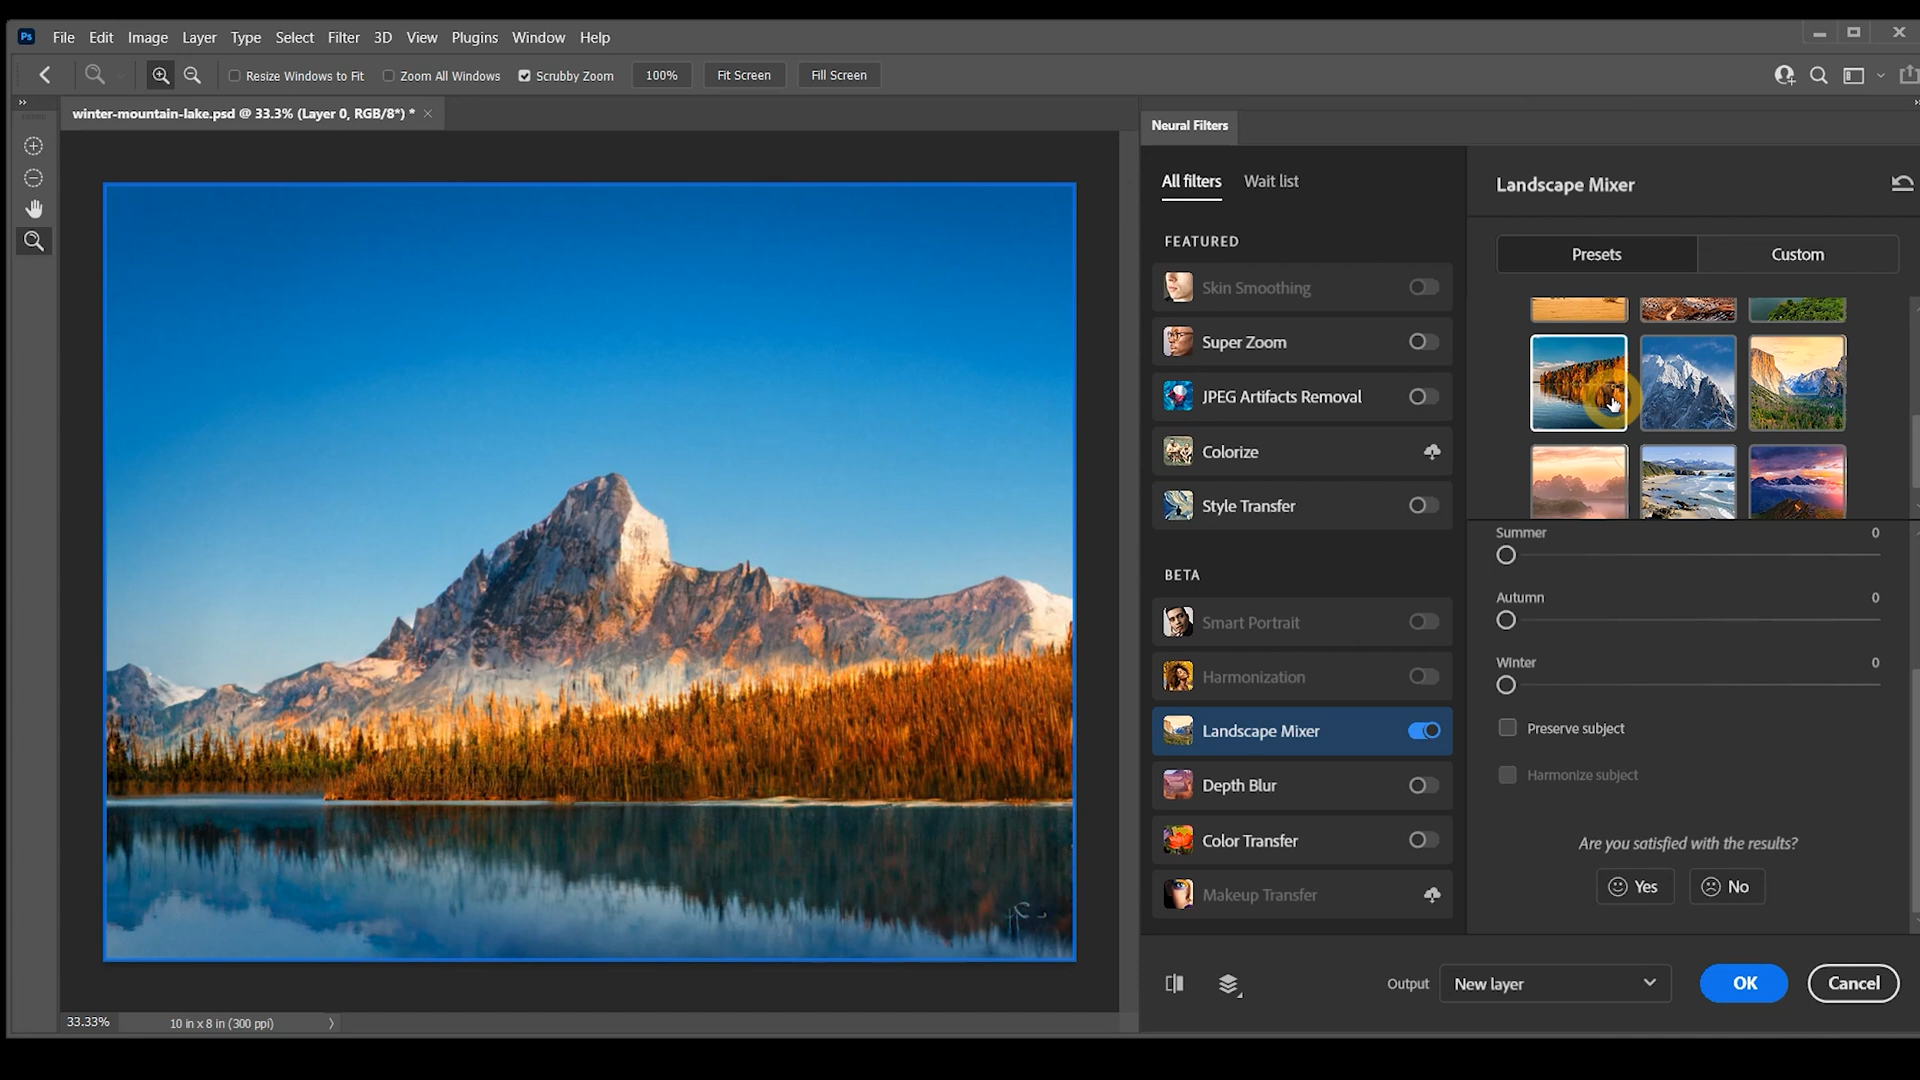 Ps File Edit Image Layer Type Select Filter 3D View Plugins Window Help
Resize Windows to Fit Zoom All Windows Scrubby Zoom 100% Fit Screen Fill Screen
winter-mountain-lake.psd @ 33.3% (Layer 0, RGB/8*) *
Neural Filters
All filters Wait list
FEATURED
Skin Smoothing
Super Zoom
JPEG Artifacts Removal
Colorize
Style Transfer
BETA
Smart Portrait
Harmonization
Landscape Mixer
Depth Blur
Color Transfer
Makeup Transfer
Landscape Mixer
Presets Custom
Summer 0
Autumn 0
Winter 0
Preserve subject
Harmonize subject
Are you satisfied with the results?
Yes No
Output New layer OK Cancel
33.33% 10 in x 8 in (300 ppi)